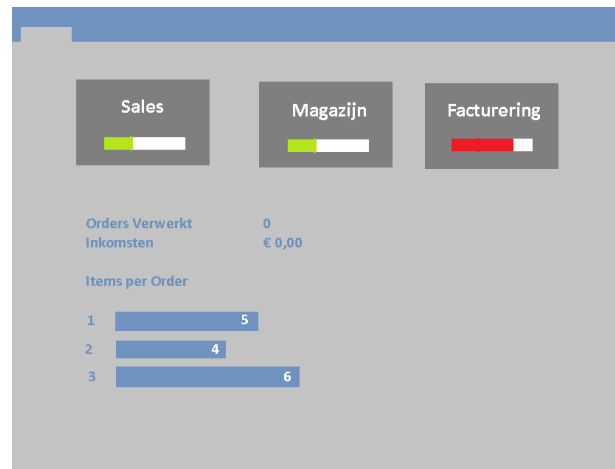 Sales
Magazijn
Facturering
Orders Verwerkt 0
Inkomsten € 0,00
Items per Order
1 5
2 4
3 6